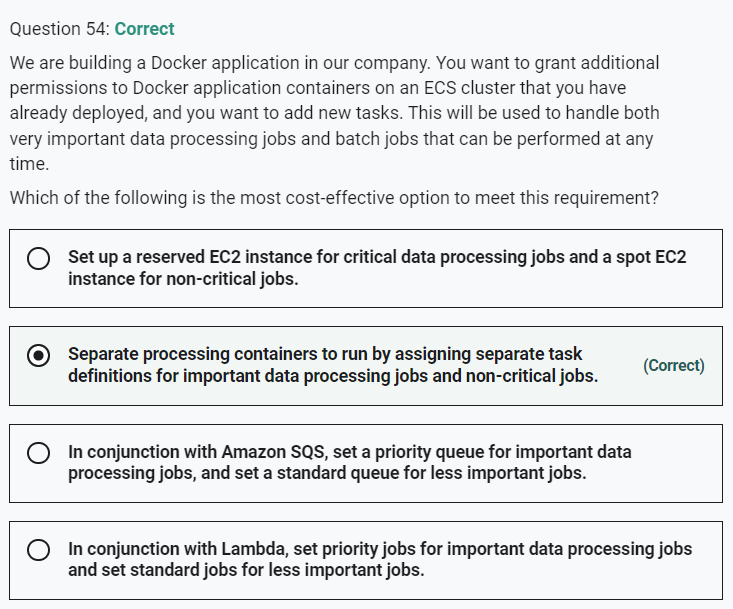 Question 54: Correct
We are building a Docker application in our company. You want to grant additional
permissions to Docker application containers on an ECS cluster that you have
already deployed, and you want to add new tasks. This will be used to handle both
very important data processing jobs and batch jobs that can be performed at any
time.
Which of the following is the most cost-effective option to meet this requirement?
Set up a reserved EC2 instance for critical data processing jobs and a spot EC2
instance for non-critical jobs.
Separate processing containers to run by assigning separate task
definitions for important data processing jobs and non-critical jobs.
(Correct)
In conjunction with Amazon SQS, set a priority queue for important data
processing jobs, and set a standard queue for less important jobs.
In conjunction with Lambda, set priority jobs for important data processing jobs
and set standard jobs for less important jobs.